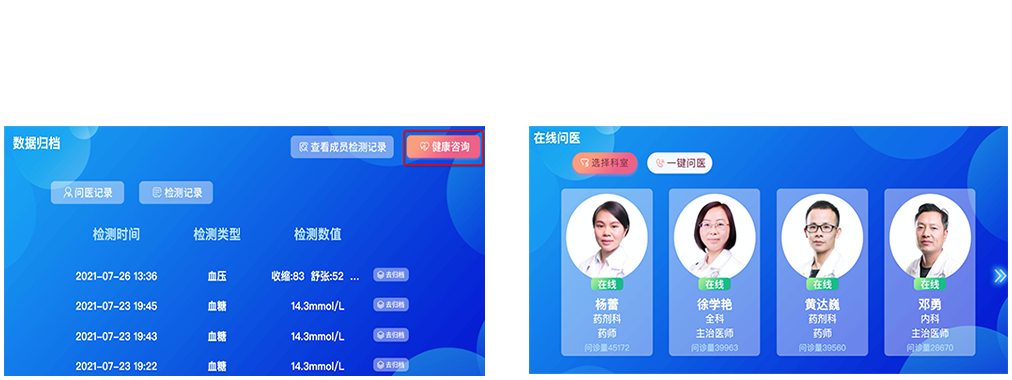 数据归档
查看成员检测记录
健康咨询
问医记录
检测记录
检测时间 检测类型 检测数值
2021-07-26 13:36 血压 收缩:83 舒张:52 ... 去归档
2021-07-23 19:45 血糖 14.3mmol/L 去归档
2021-07-23 19:43 血糖 14.3mmol/L 去归档
2021-07-23 19:22 血糖 14.3mmol/L 去归档
在线问医
选择科室
一键问医
在线
杨蕾
药剂科
药师
问诊量45172
在线
徐学艳
全科
主治医师
问诊量39963
在线
黄达巍
药剂科
药师
问诊量39560
在线
邓勇
内科
主治医师
问诊量28670